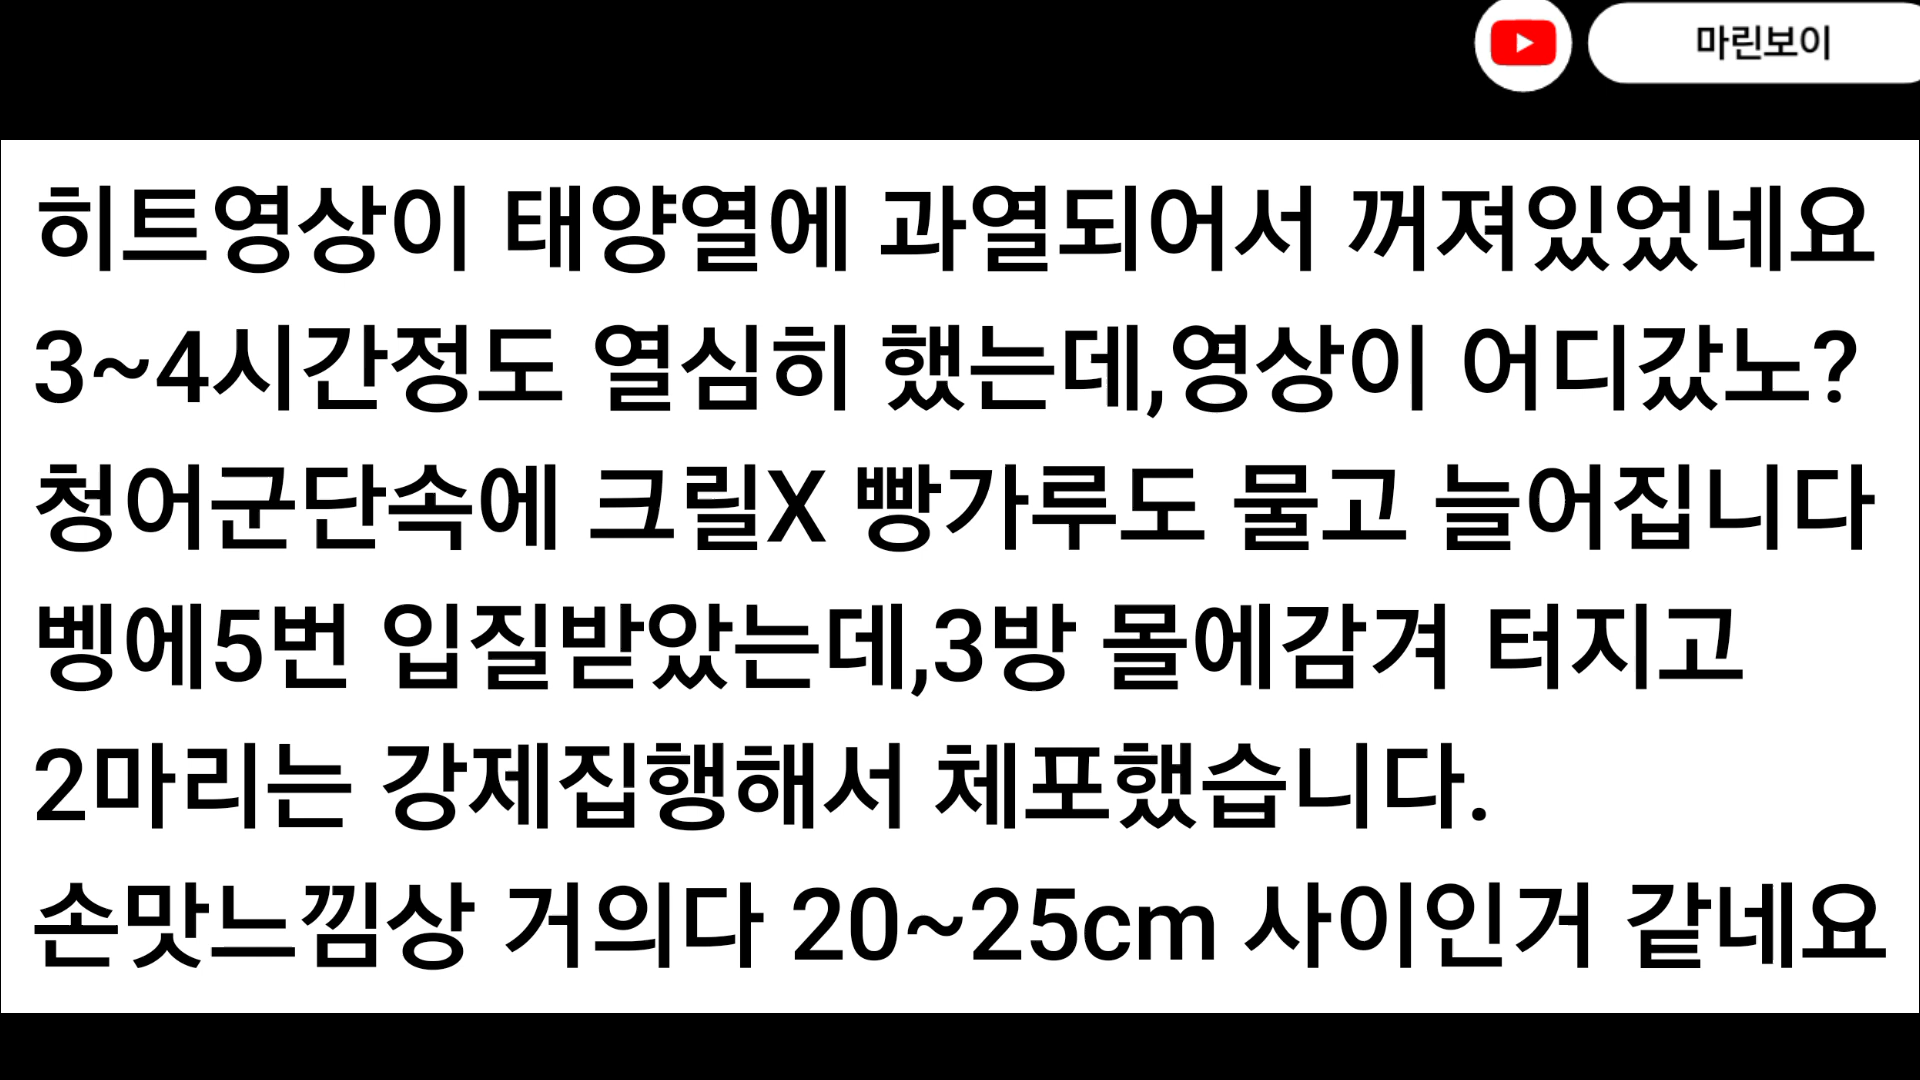 마린보이
히트영상이 태양열에 과열되어서 꺼져있었네요
3~4시간정도 열심히 했는데,영상이 어디갔노?
청어군단속에 크릴X 빵가루도 물고 늘어집니다
벵에5번 입질받았는데,3방 몰에감겨 터지고
2마리는 강제집행해서 체포했습니다.
손맛느낌상 거의다 20~25cm 사이인거 같네요